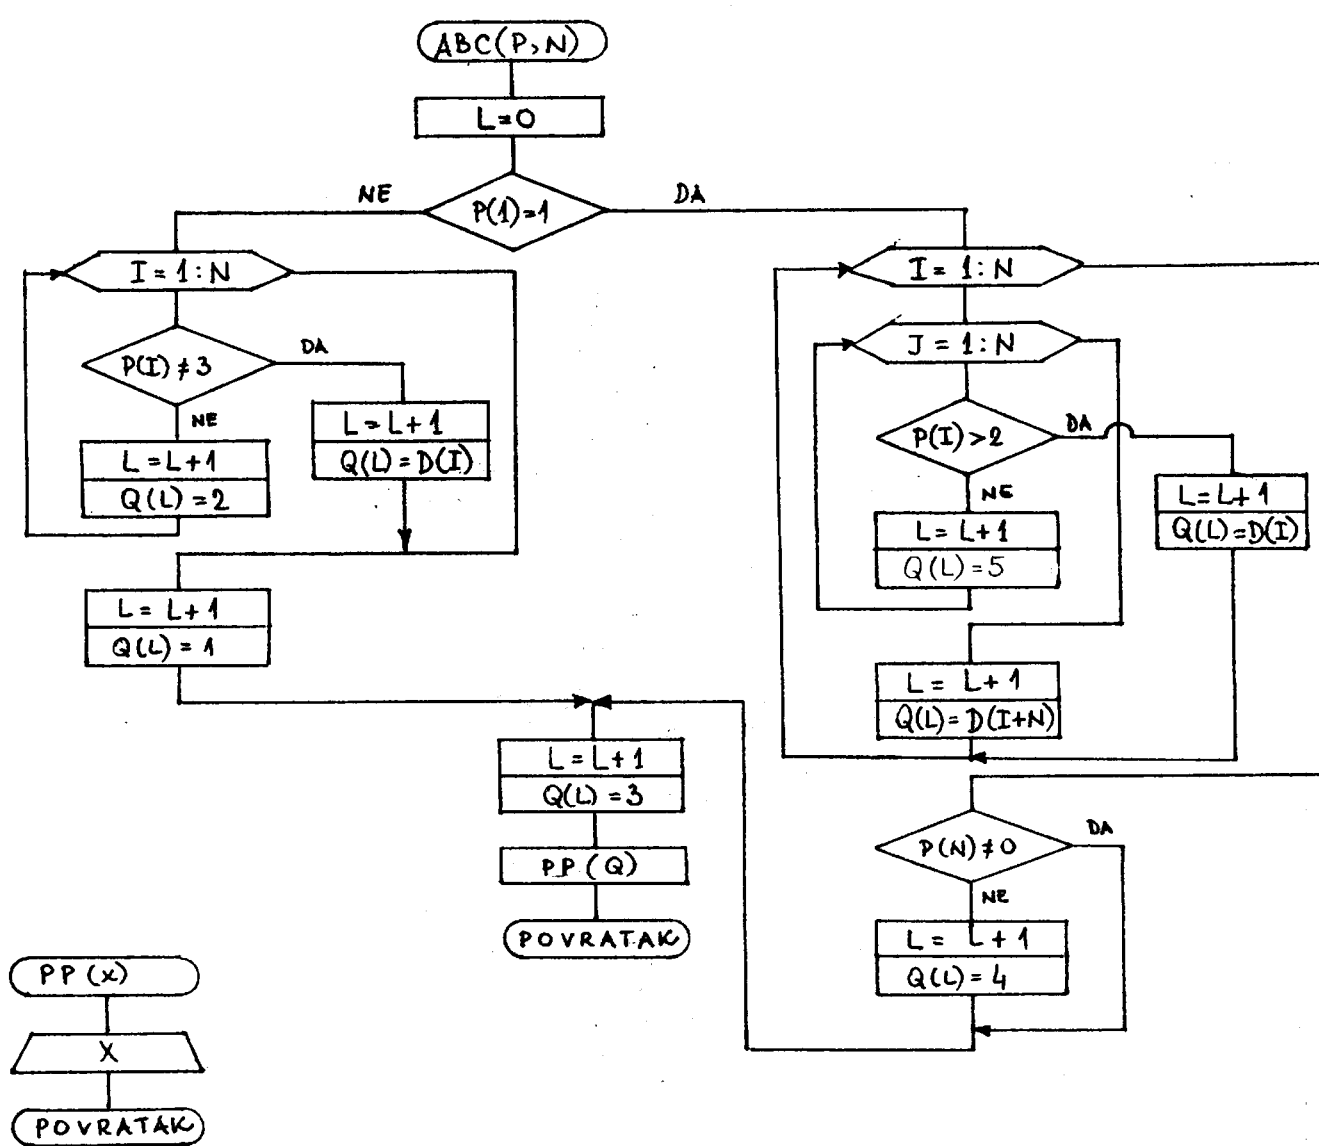 ABC(P,N)
L=0
P(1)=1
NE
DA
I = 1:N
P(I) ≠ 3
DA
NE
L = L+1
Q(L) = D(I)
L = L+1
Q(L) = 2
L = L+1
Q(L) = 1
I = 1:N
J = 1:N
P(I) > 2
DA
NE
L = L+1
Q(L) = D(I)
L = L+1
Q(L) = 5
L = L+1
Q(L) = D(I+N)
P(N) ≠ 0
DA
NE
L = L+1
Q(L) = 4
L = L+1
Q(L) = 3
PP(Q)
POVRATAK
PP(X)
X
POVRATAK